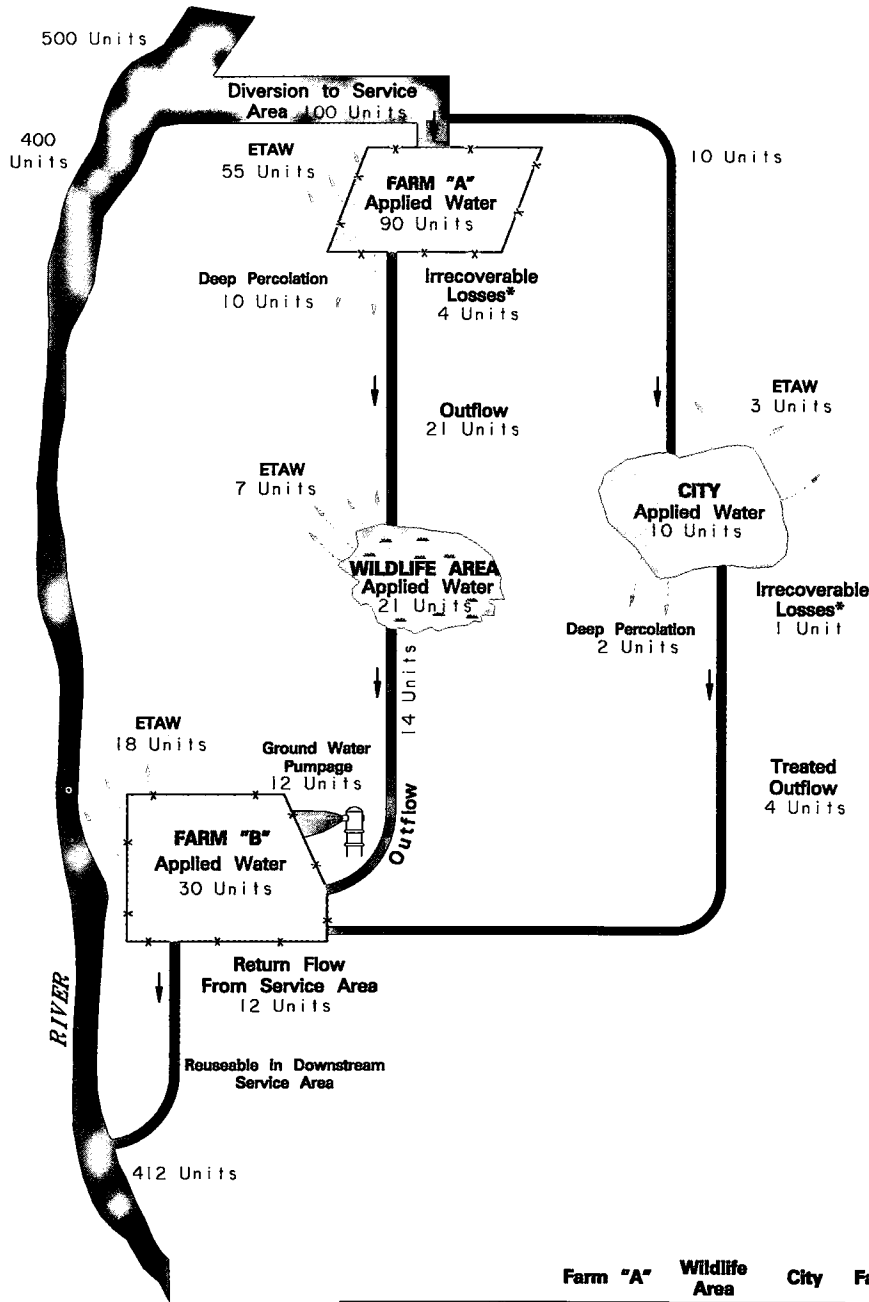 500 Units
Diversion to Service
Area 100 Units
400
Units
ETAW
55 Units
FARM "A"
Applied Water
90 Units
10 Units
Deep Percolation
10 Units
Irrecoverable
Losses*
4 Units
Outflow
21 Units
ETAW
3 Units
ETAW
7 Units
CITY
Applied Water
10 Units
WILDLIFE AREA
Applied Water
21 Units
Irrecoverable
Losses*
1 Unit
Deep Percolation
2 Units
14 Units
ETAW
18 Units
Ground Water
Pumpage
12 Units
Treated
Outflow
4 Units
Outflow
FARM "B"
Applied Water
30 Units
Return Flow
From Service Area
12 Units
RIVER
Reuseable in Downstream
Service Area
412 Units
Farm "A" Wildlife Area City